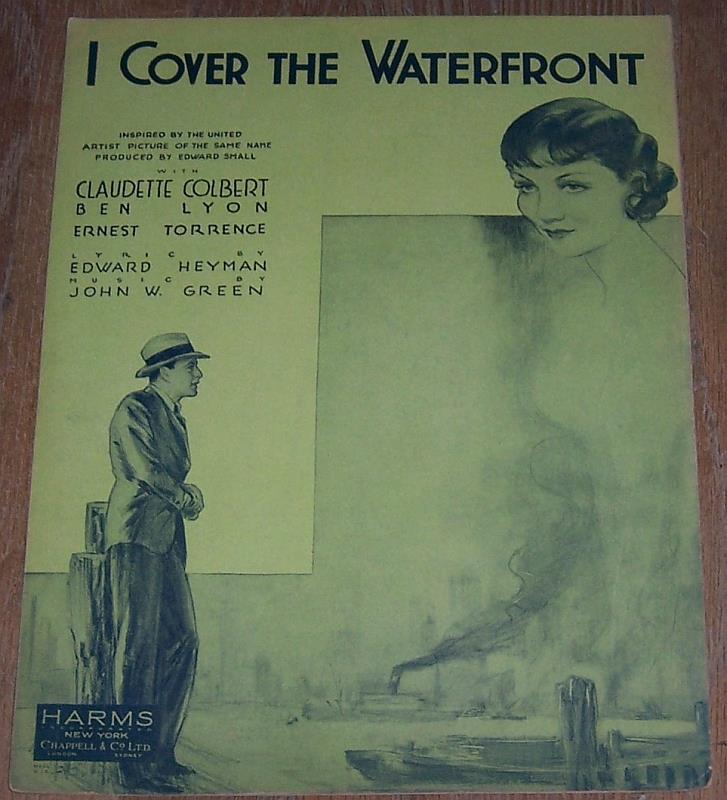 I COVER THE WATERFRONT
INSPIRED BY THE UNITED
ARTIST PICTURE OF THE SAME NAME
PRODUCED BY EDWARD SMALL
WITH
CLAUDETTE COLBERT
BEN LYON
ERNEST TORRENCE
LYRIC BY
EDWARD HEYMAN
MUSIC BY
JOHN W. GREEN
HARMS
INCORPORATED
NEW YORK
CHAPPELL & CO LTD
LONDON SYDNEY